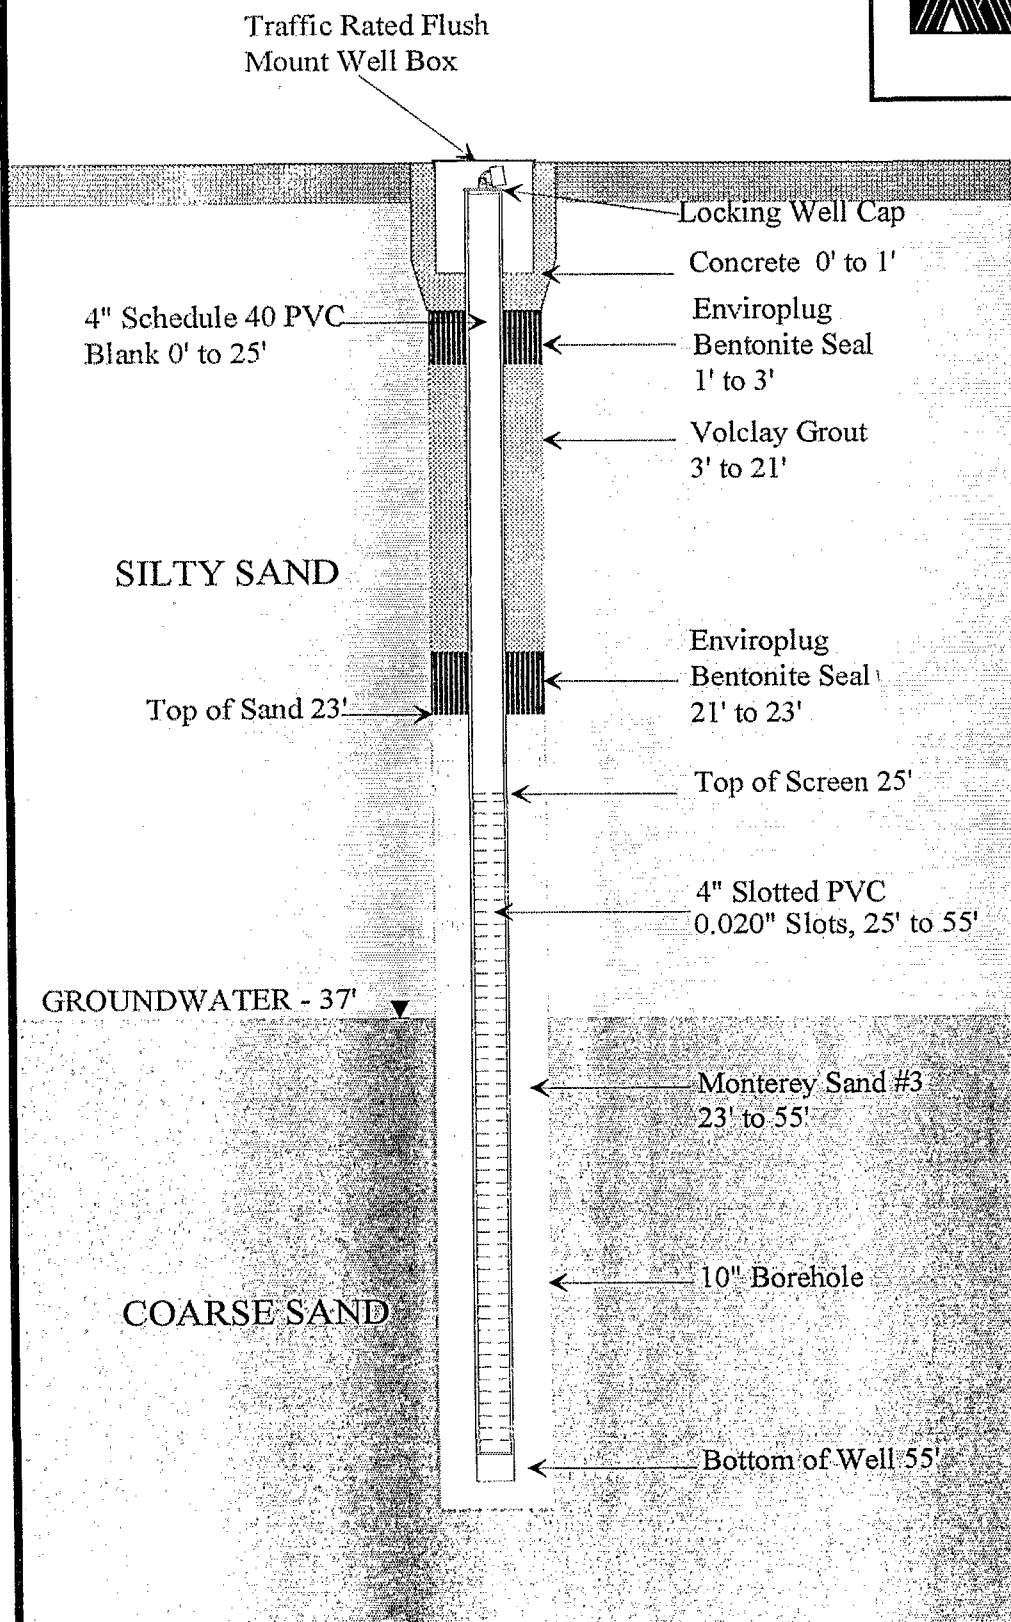 Traffic Rated Flush
Mount Well Box
Locking Well Cap
Concrete 0' to 1'
4" Schedule 40 PVC
Blank 0' to 25'
Enviroplug
Bentonite Seal
1' to 3'
Volclay Grout
3' to 21'
SILTY SAND
Enviroplug
Bentonite Seal
21' to 23'
Top of Sand 23'
Top of Screen 25'
4" Slotted PVC
0.020" Slots, 25' to 55'
GROUNDWATER - 37'
Monterey Sand #3
23' to 55'
10" Borehole
COARSE SAND
Bottom of Well 55'